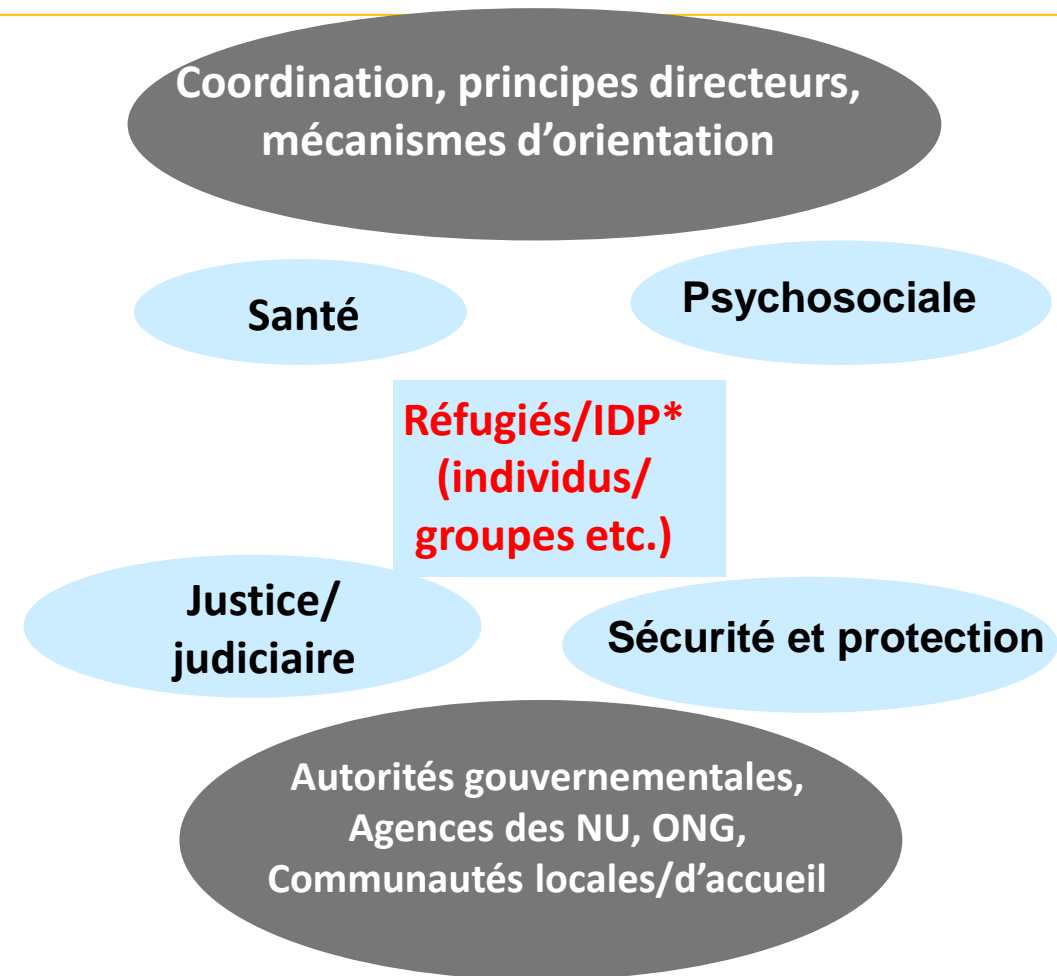 Coordination, principes directeurs,
mécanismes d’orientation
Santé
Psychosociale
Réfugiés/IDP*
(individus/
groupes etc.)
Justice/
judiciaire
Sécurité et protection
Autorités gouvernementales,
Agences des NU, ONG,
Communautés locales/d’accueil